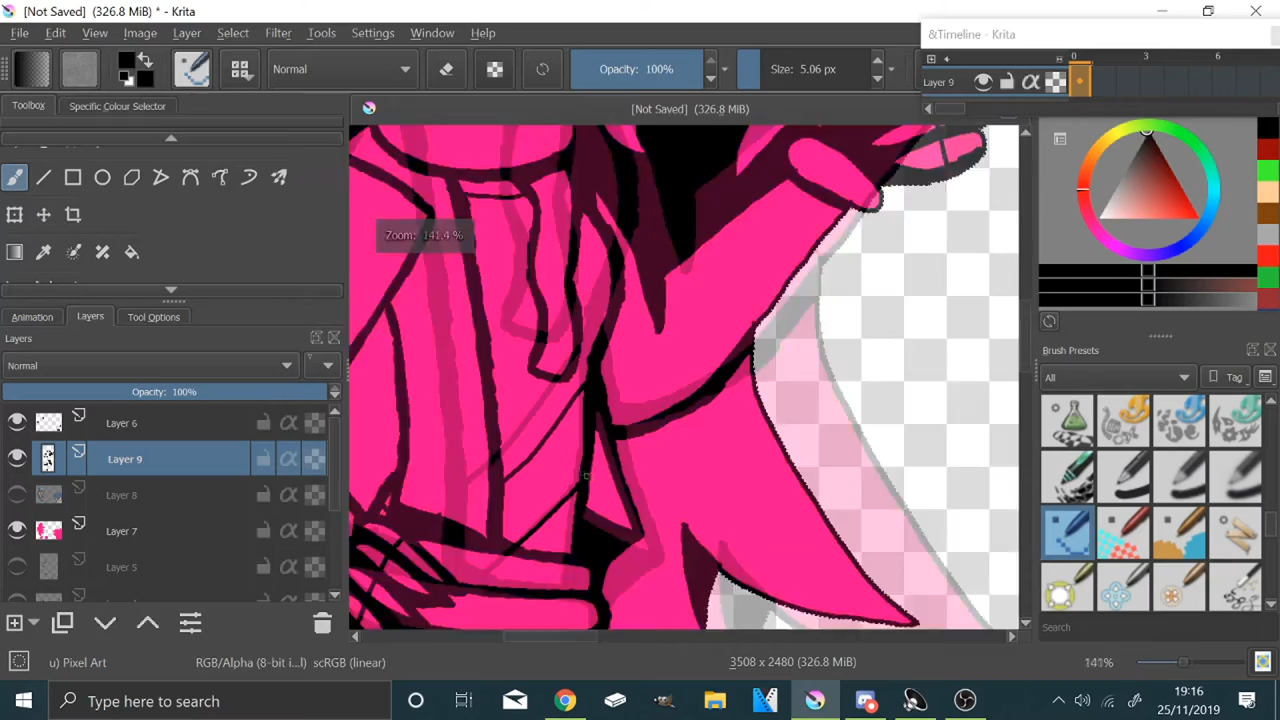 [Not Saved] (326.8 MiB) * - Krita
File Edit View Image Layer Select Filter Tools Settings Window Help
&Timeline - Krita
Normal
Opacity: 100%
Size: 5.06 px
0 3 6
Layer 9
Toolbox
Specific Colour Selector
[Not Saved] (326.8 MiB)
Zoom: 141.4 %
Animation
Layers
Tool Options
Layers
Normal
Opacity: 100%
Layer 6
Layer 9
Layer 8
Layer 7
Layer 5
Brush Presets
All
Tag
Search
u) Pixel Art
RGB/Alpha (8-bit i...l) scRGB (linear)
3508 x 2480 (326.8 MiB)
141%
Type here to search
19:16
25/11/2019